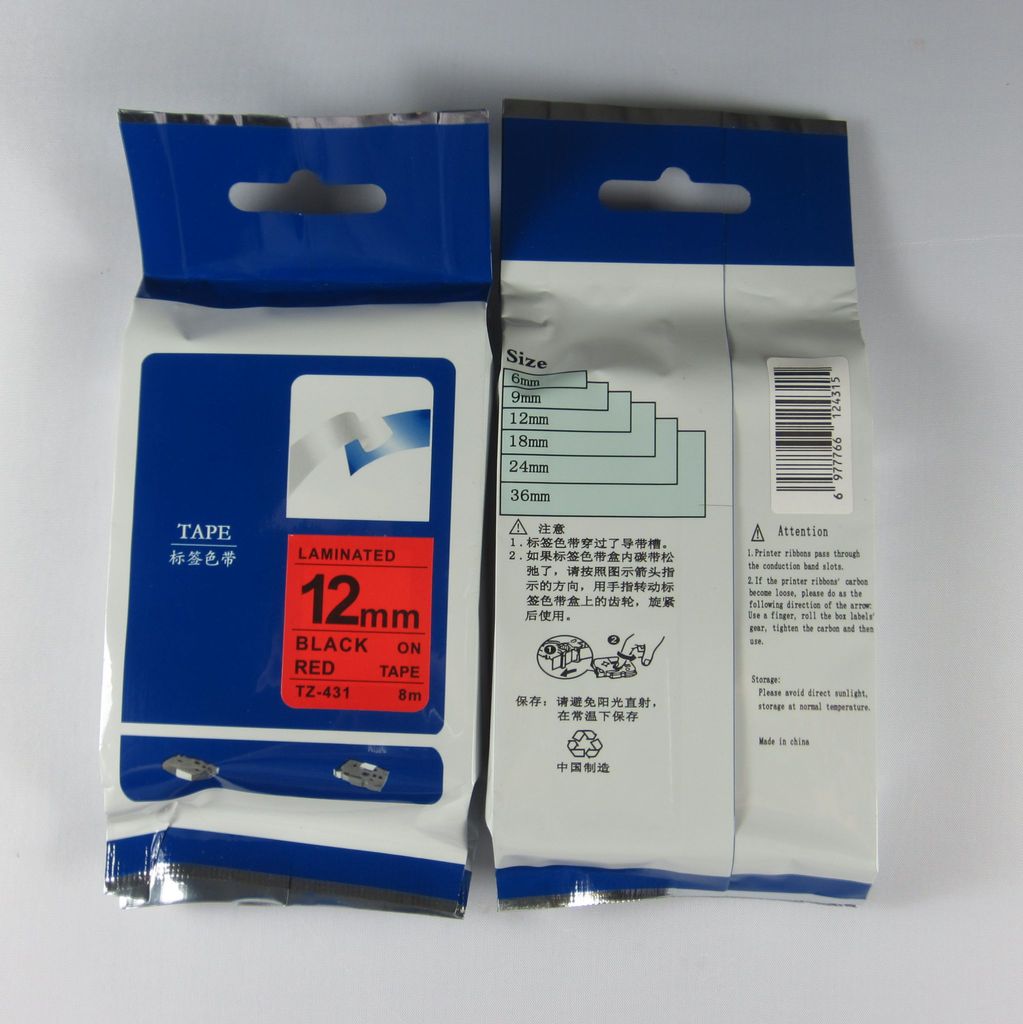 TAPE
标签色带
LAMINATED
12mm
BLACK ON
RED TAPE
TZ-431 8m
Size
6mm
9mm
12mm
18mm
24mm
36mm
注意
1.标签色带穿过了导带槽。
2.如果标签色带盒内碳带松
弛了，请按照图示箭头指
示的方向，用手指转动标
签色带盒上的齿轮，旋紧
后使用。
1
2
保存：请避免阳光直射，
在常温下保存
中国制造
6 977766 124315
Attention
1.Printer ribbons pass through
the conduction band slots.
2.If the printer ribbons' carbon
become loose, please do as the
following direction of the arrow:
Use a finger, roll the box labels'
gear, tighten the carbon and then
use.
Storage:
Please avoid direct sunlight,
storage at normal temperature.
Made in china